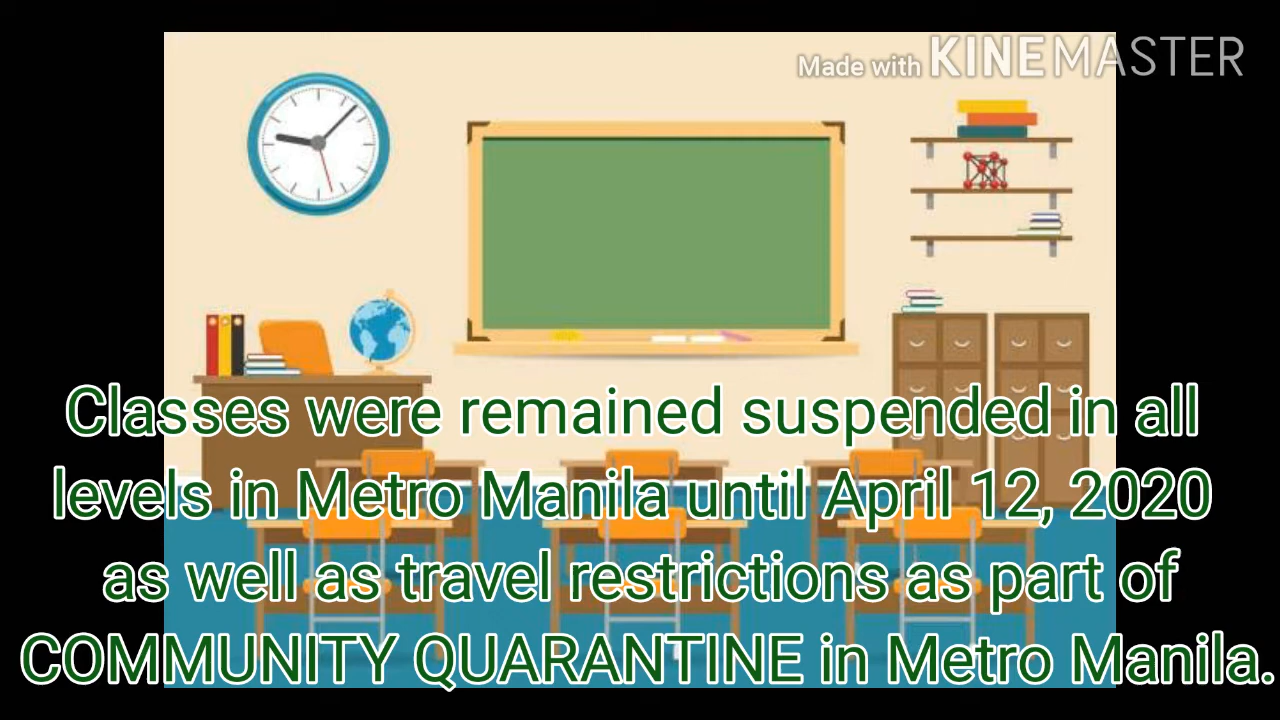 Made with KINEMASTER
Classes were remained suspended in all
levels in Metro Manila until April 12, 2020
as well as travel restrictions as part of
COMMUNITY QUARANTINE in Metro Manila.